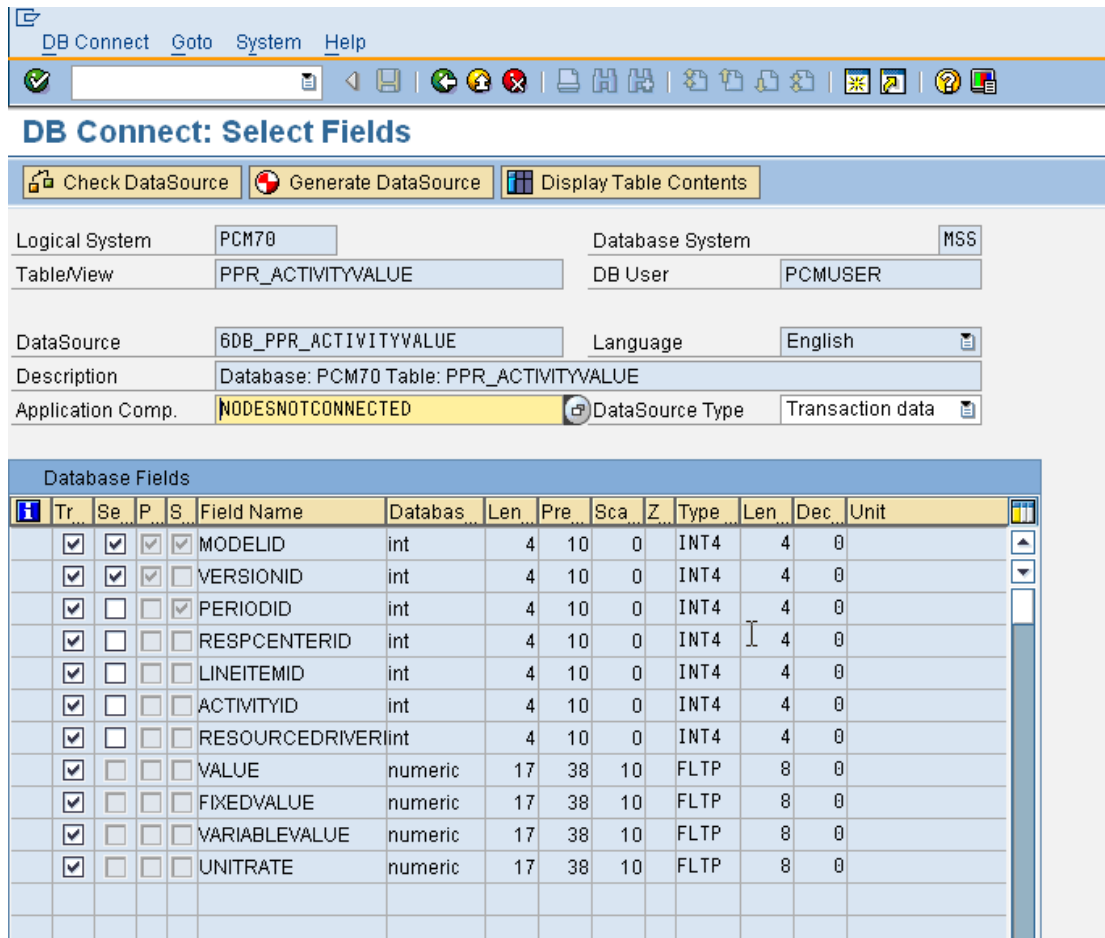 DB Connect Goto System Help
DB Connect: Select Fields
Check DataSource Generate DataSource Display Table Contents
Logical System PCM70 Database System MSS
Table/View PPR_ACTIVITYVALUE DB User PCMUSER
DataSource 6DB_PPR_ACTIVITYVALUE Language English
Description Database: PCM70 Table: PPR_ACTIVITYVALUE
Application Comp. NODESNOTCONNECTED DataSource Type Transaction data
Database Fields
Tr... Se... P... S... Field Name Databas... Len... Pre... Sca... Z... Type Len... Dec... Unit
MODELID int 4 10 0 INT4 4 0
VERSIONID int 4 10 0 INT4 4 0
PERIODID int 4 10 0 INT4 4 0
RESPCENTERID int 4 10 0 INT4 4 0
LINEITEMID int 4 10 0 INT4 4 0
ACTIVITYID int 4 10 0 INT4 4 0
RESOURCEDRIVERI int 4 10 0 INT4 4 0
VALUE numeric 17 38 10 FLTP 8 0
FIXEDVALUE numeric 17 38 10 FLTP 8 0
VARIABLEVALUE numeric 17 38 10 FLTP 8 0
UNITRATE numeric 17 38 10 FLTP 8 0